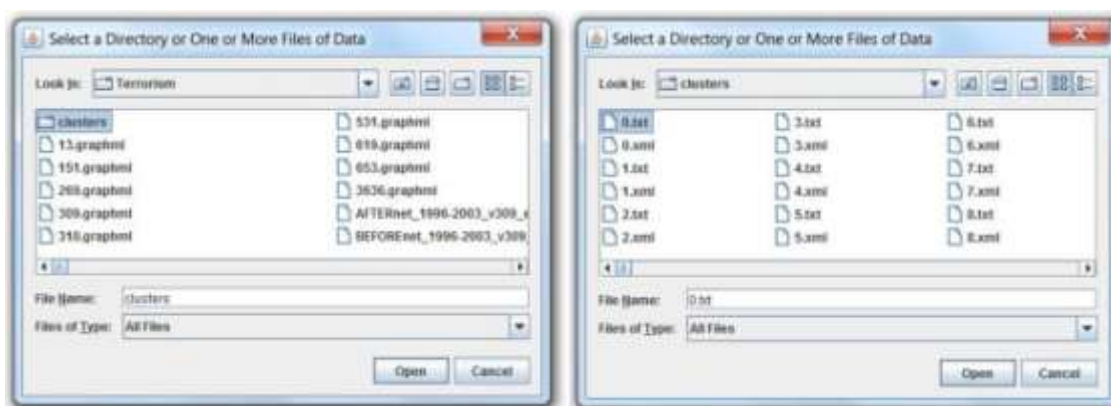 Select a Directory or One or More Files of Data
Look In: Terrorism
clusters
13.graphml
151.graphml
269.graphml
309.graphml
318.graphml
531.graphml
619.graphml
653.graphml
3636.graphml
AFTERnet_1996-2003_v309_
BEFOREnet_1996-2003_v309_
File Name: clusters
Files of Type: All Files
Open Cancel
Select a Directory or One or More Files of Data
Look In: clusters
0.txt
0.xml
1.txt
1.xml
2.txt
2.xml
3.txt
3.xml
4.txt
4.xml
5.txt
5.xml
6.txt
6.xml
7.txt
7.xml
8.txt
8.xml
File Name: 0.txt
Files of Type: All Files
Open Cancel